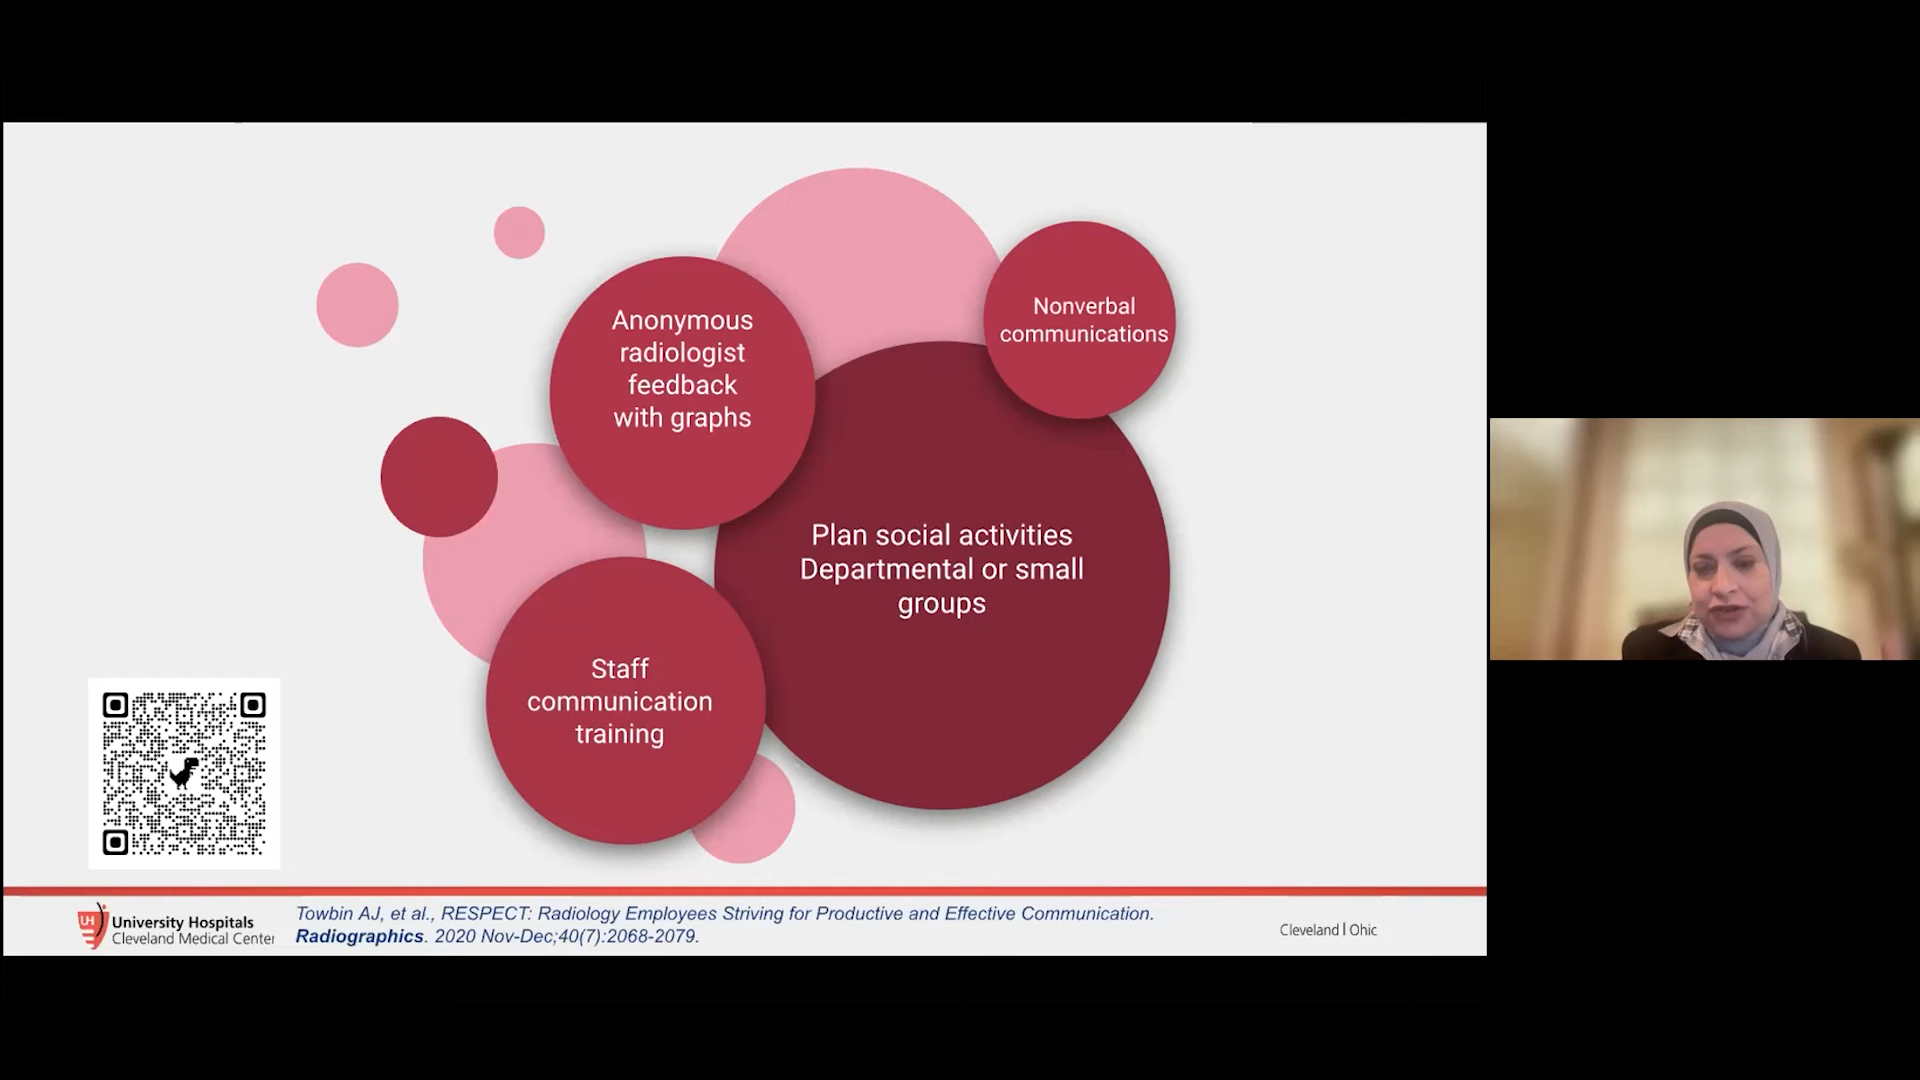 Anonymous
radiologist
feedback
with graphs
Nonverbal
communications
Plan social activities
Departmental or small
groups
Staff
communication
training
UH
University Hospitals
Cleveland Medical Center
Towbin AJ, et al., RESPECT: Radiology Employees Striving for Productive and Effective Communication.
Radiographics. 2020 Nov-Dec;40(7):2068-2079.
Cleveland | Ohic